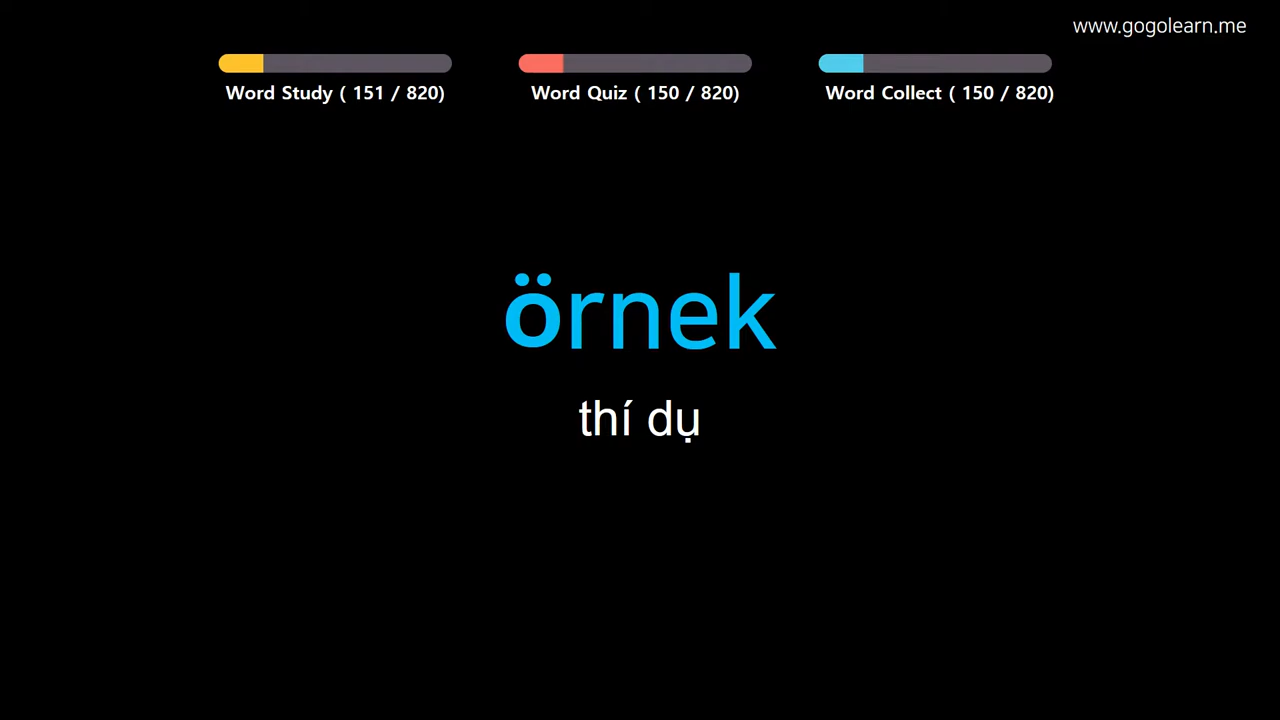 www.gogolearn.me
Word Study ( 151 / 820)
Word Quiz ( 150 / 820)
Word Collect ( 150 / 820)
örnek
thí dụ